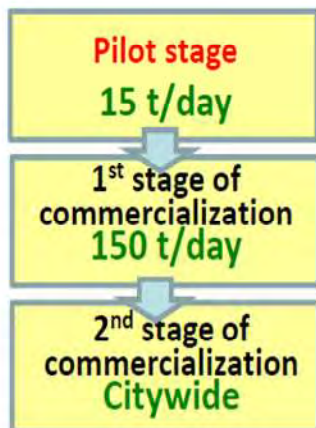 Pilot stage
15 t/day
1st stage of
commercialization
150 t/day
2nd stage of
commercialization
Citywide